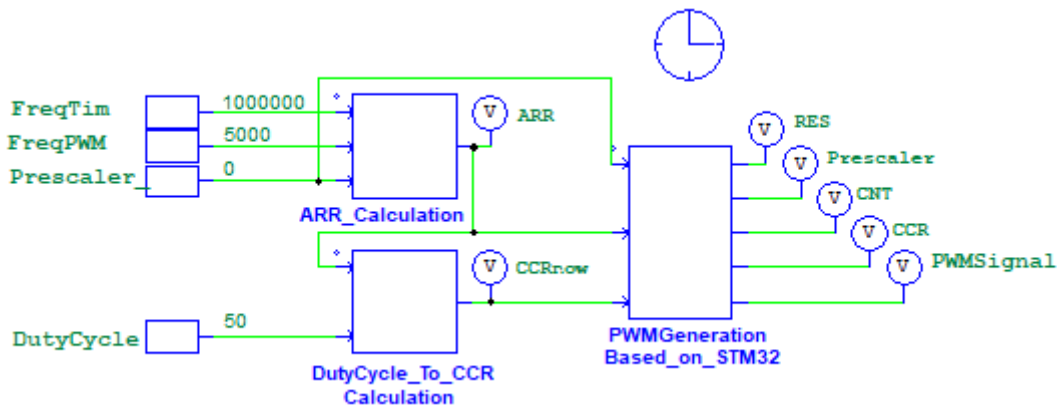 FreqTim
1000000
FreqPWM
5000
Prescaler_
0
ARR_Calculation
V
ARR
DutyCycle
50
DutyCycle_To_CCR
Calculation
V
CCRnow
PWMGeneration
Based_on_STM32
V
RES
V
Prescaler
V
CNT
V
CCR
V
PWMSignal